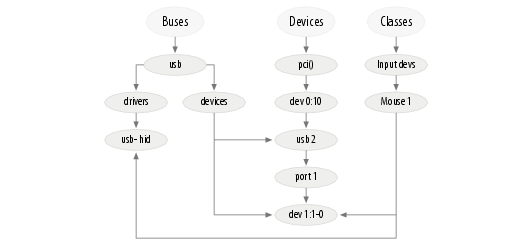 Buses Devices Classes
usb pci() Input devs
drivers devices dev 0:10 Mouse 1
usb-hid usb 2
port 1
dev 1:1-0